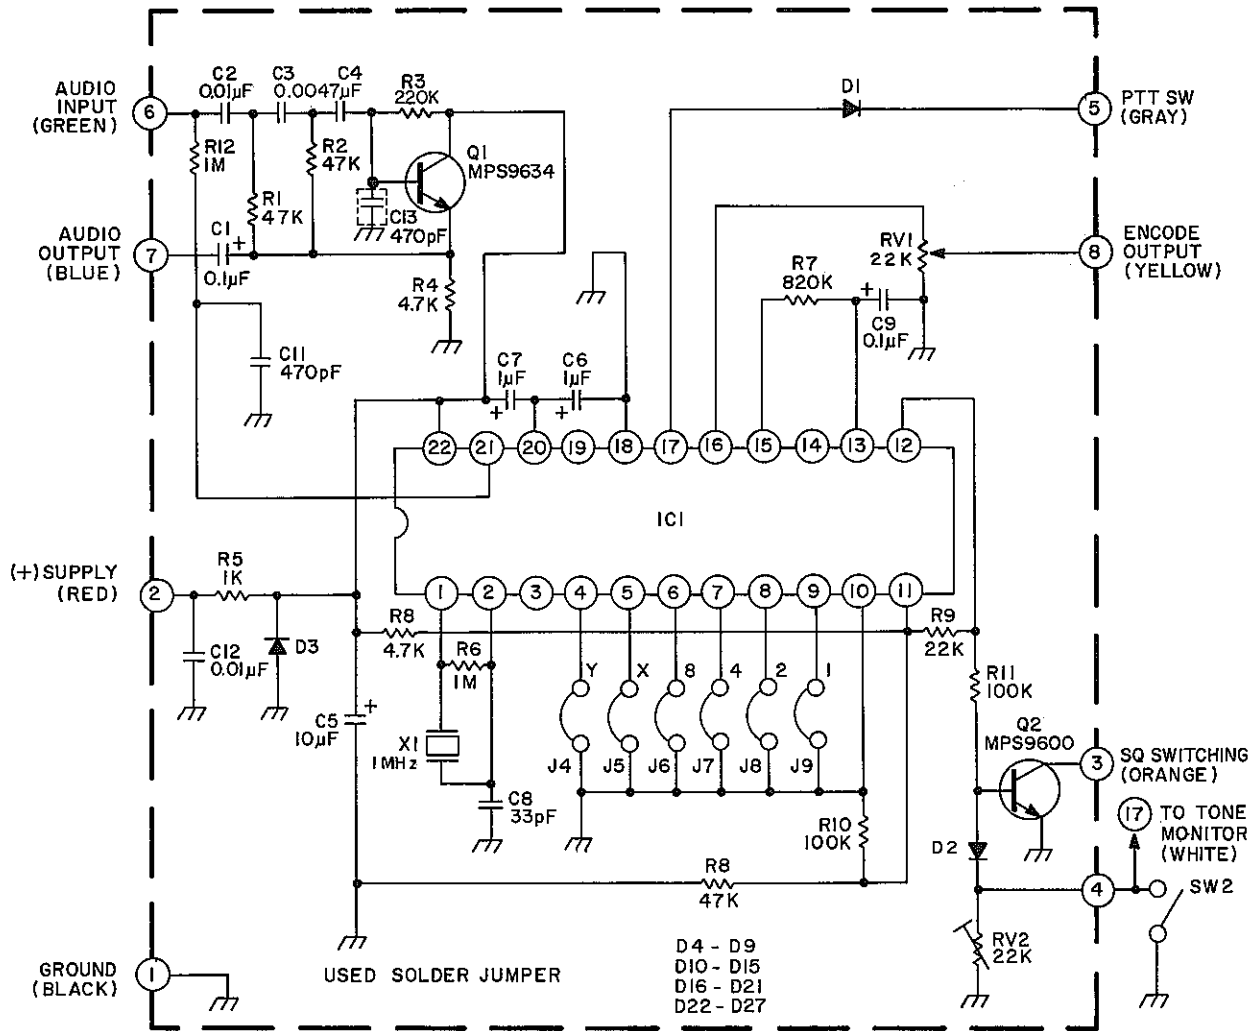 AUDIO
INPUT
(GREEN)
6
C2
0.01µF
C3
0.0047µF
C4
R3
220K
R12
1M
R1
47K
R2
47K
Q1
MPS9634
C13
470pF
AUDIO
OUTPUT
(BLUE)
7
C1
+
0.1µF
R4
4.7K
C11
470pF
D1
5
PTT SW
(GRAY)
RV1
22K
8
ENCODE
OUTPUT
(YELLOW)
R7
820K
+
C9
0.1µF
C7
1µF
+
C6
1µF
+
22
21
20
19
18
17
16
15
14
13
12
IC1
1
2
3
4
5
6
7
8
9
10
11
(+) SUPPLY
(RED)
2
R5
1K
C12
0.01µF
D3
R8
4.7K
R6
1M
R9
22K
C5
10µF
+
X1
1MHz
C8
33pF
Y
X
8
4
2
1
J4
J5
J6
J7
J8
J9
R10
100K
R11
100K
Q2
MPS9600
3
SQ SWITCHING
(ORANGE)
17
TO TONE
MONITOR
(WHITE)
D2
4
SW2
R8
47K
RV2
22K
GROUND
(BLACK)
1
USED SOLDER JUMPER
D4 - D9
D10 - D15
D16 - D21
D22 - D27